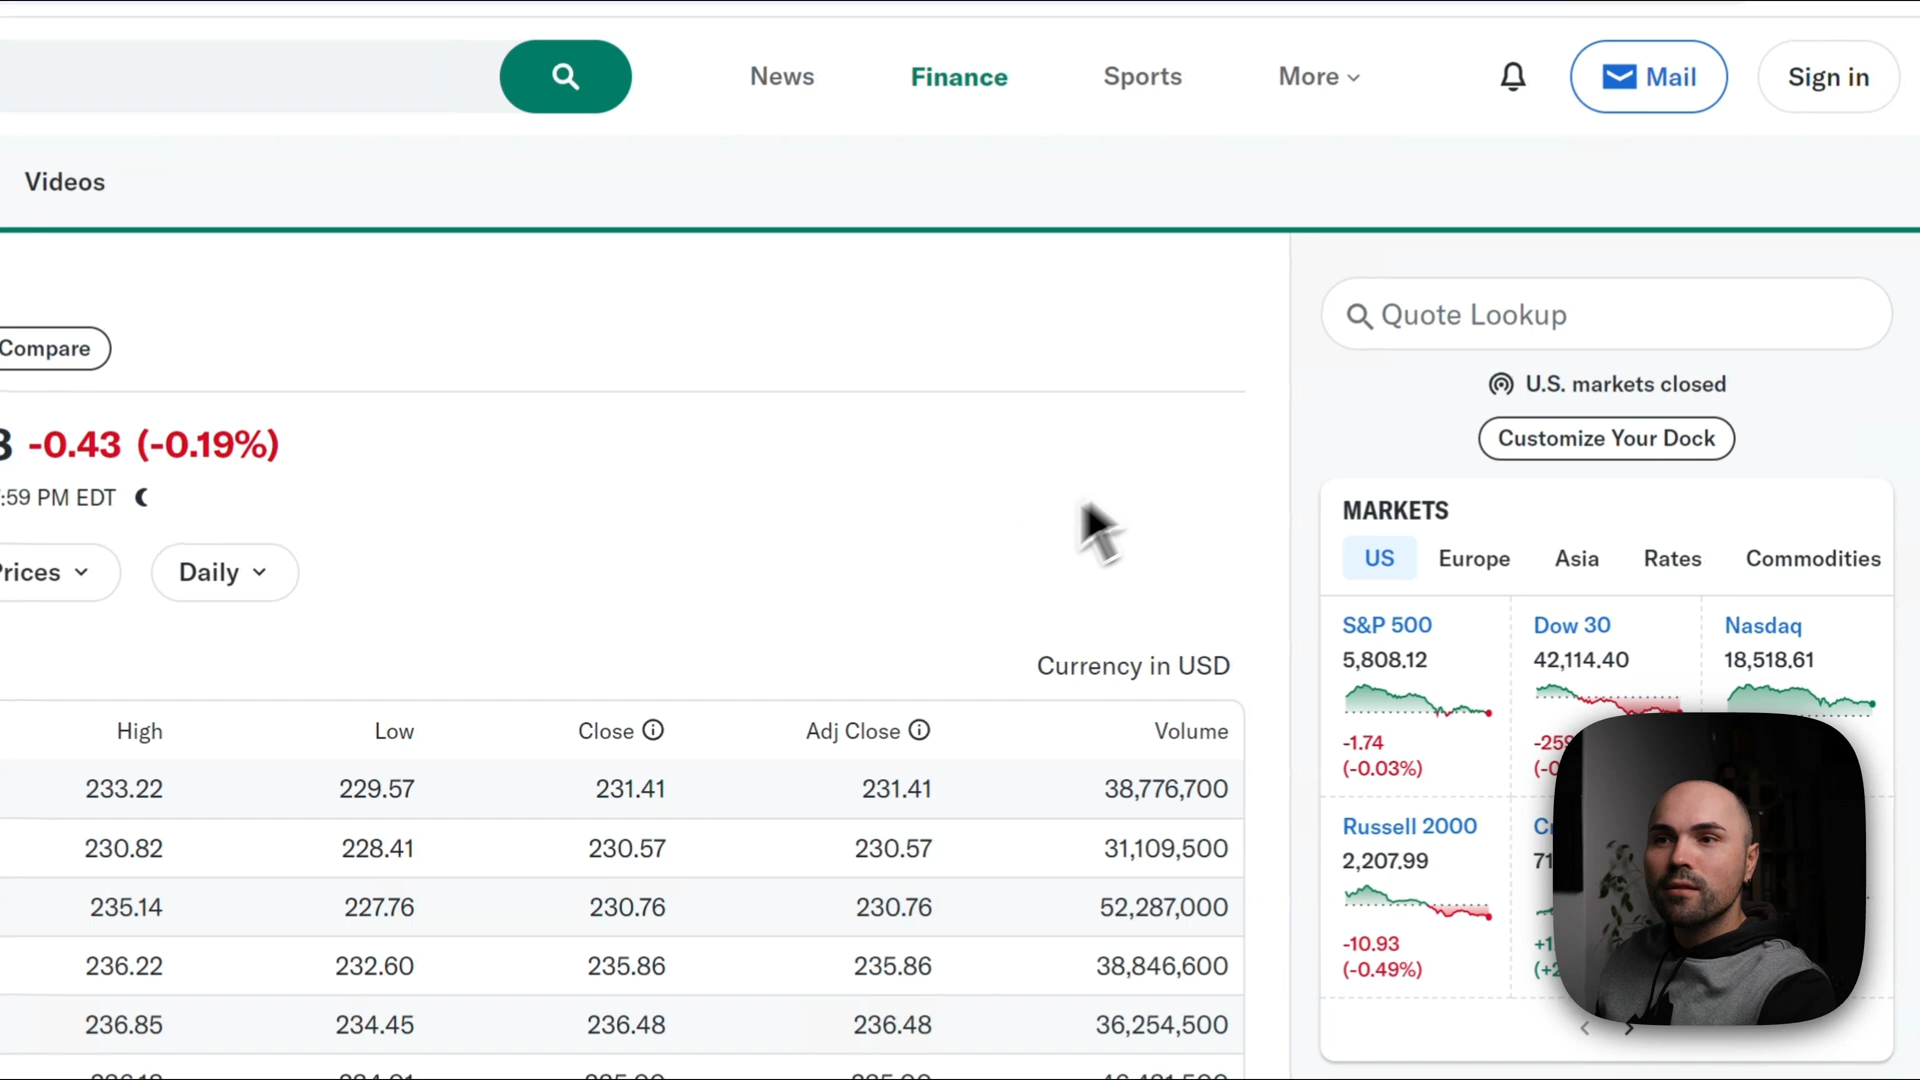 News Finance Sports More Mail Sign in
Videos
Quote Lookup
U.S. markets closed
Compare
Customize Your Dock
-0.43 (-0.19%)
:59 PM EDT
MARKETS
US Europe Asia Rates Commodities
Daily
S&P 500 Dow 30 Nasdaq
5,808.12 42,114.40 18,518.61
Currency in USD
High Low Close Adj Close Volume
-1.74
(-0.03%)
233.22 229.57 231.41 231.41 38,776,700
230.82 228.41 230.57 230.57 31,109,500
Russell 2000
2,207.99
235.14 227.76 230.76 230.76 52,287,000
236.22 232.60 235.86 235.86 38,846,600
-10.93
(-0.49%)
236.85 234.45 236.48 236.48 36,254,500